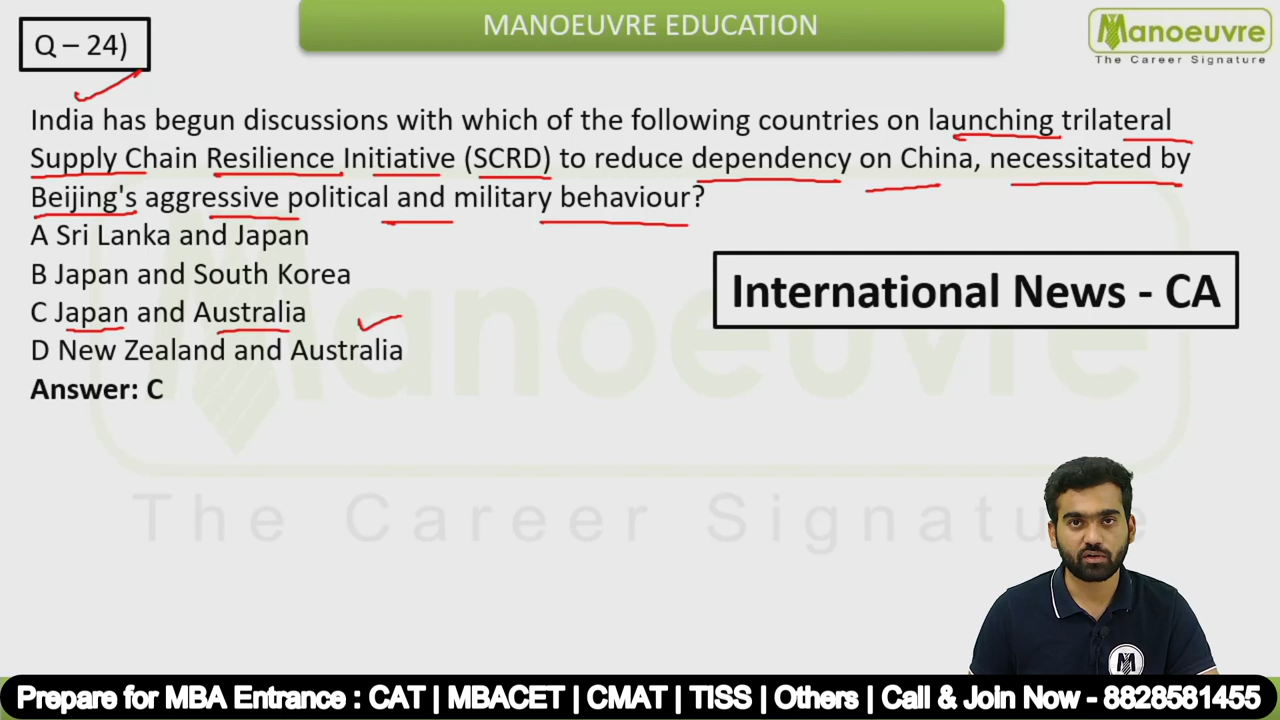 Q – 24)
MANOEUVRE EDUCATION
Manoeuvre
The Career Signature
India has begun discussions with which of the following countries on launching trilateral
Supply Chain Resilience Initiative (SCRD) to reduce dependency on China, necessitated by
Beijing's aggressive political and military behaviour?
A Sri Lanka and Japan
B Japan and South Korea
C Japan and Australia
D New Zealand and Australia
Answer: C
International News - CA
Manoeuvre
The Career Signature
M
Prepare for MBA Entrance : CAT | MBACET | CMAT | TISS | Others | Call & Join Now - 8828581455